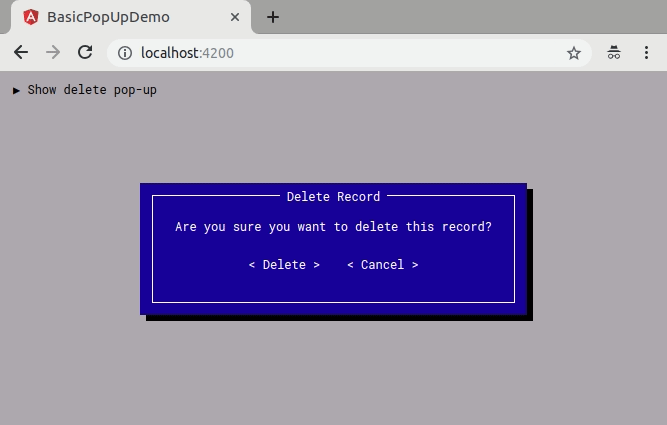 BasicPopUpDemo
localhost:4200
▶ Show delete pop-up
Delete Record
Are you sure you want to delete this record?
< Delete > < Cancel >